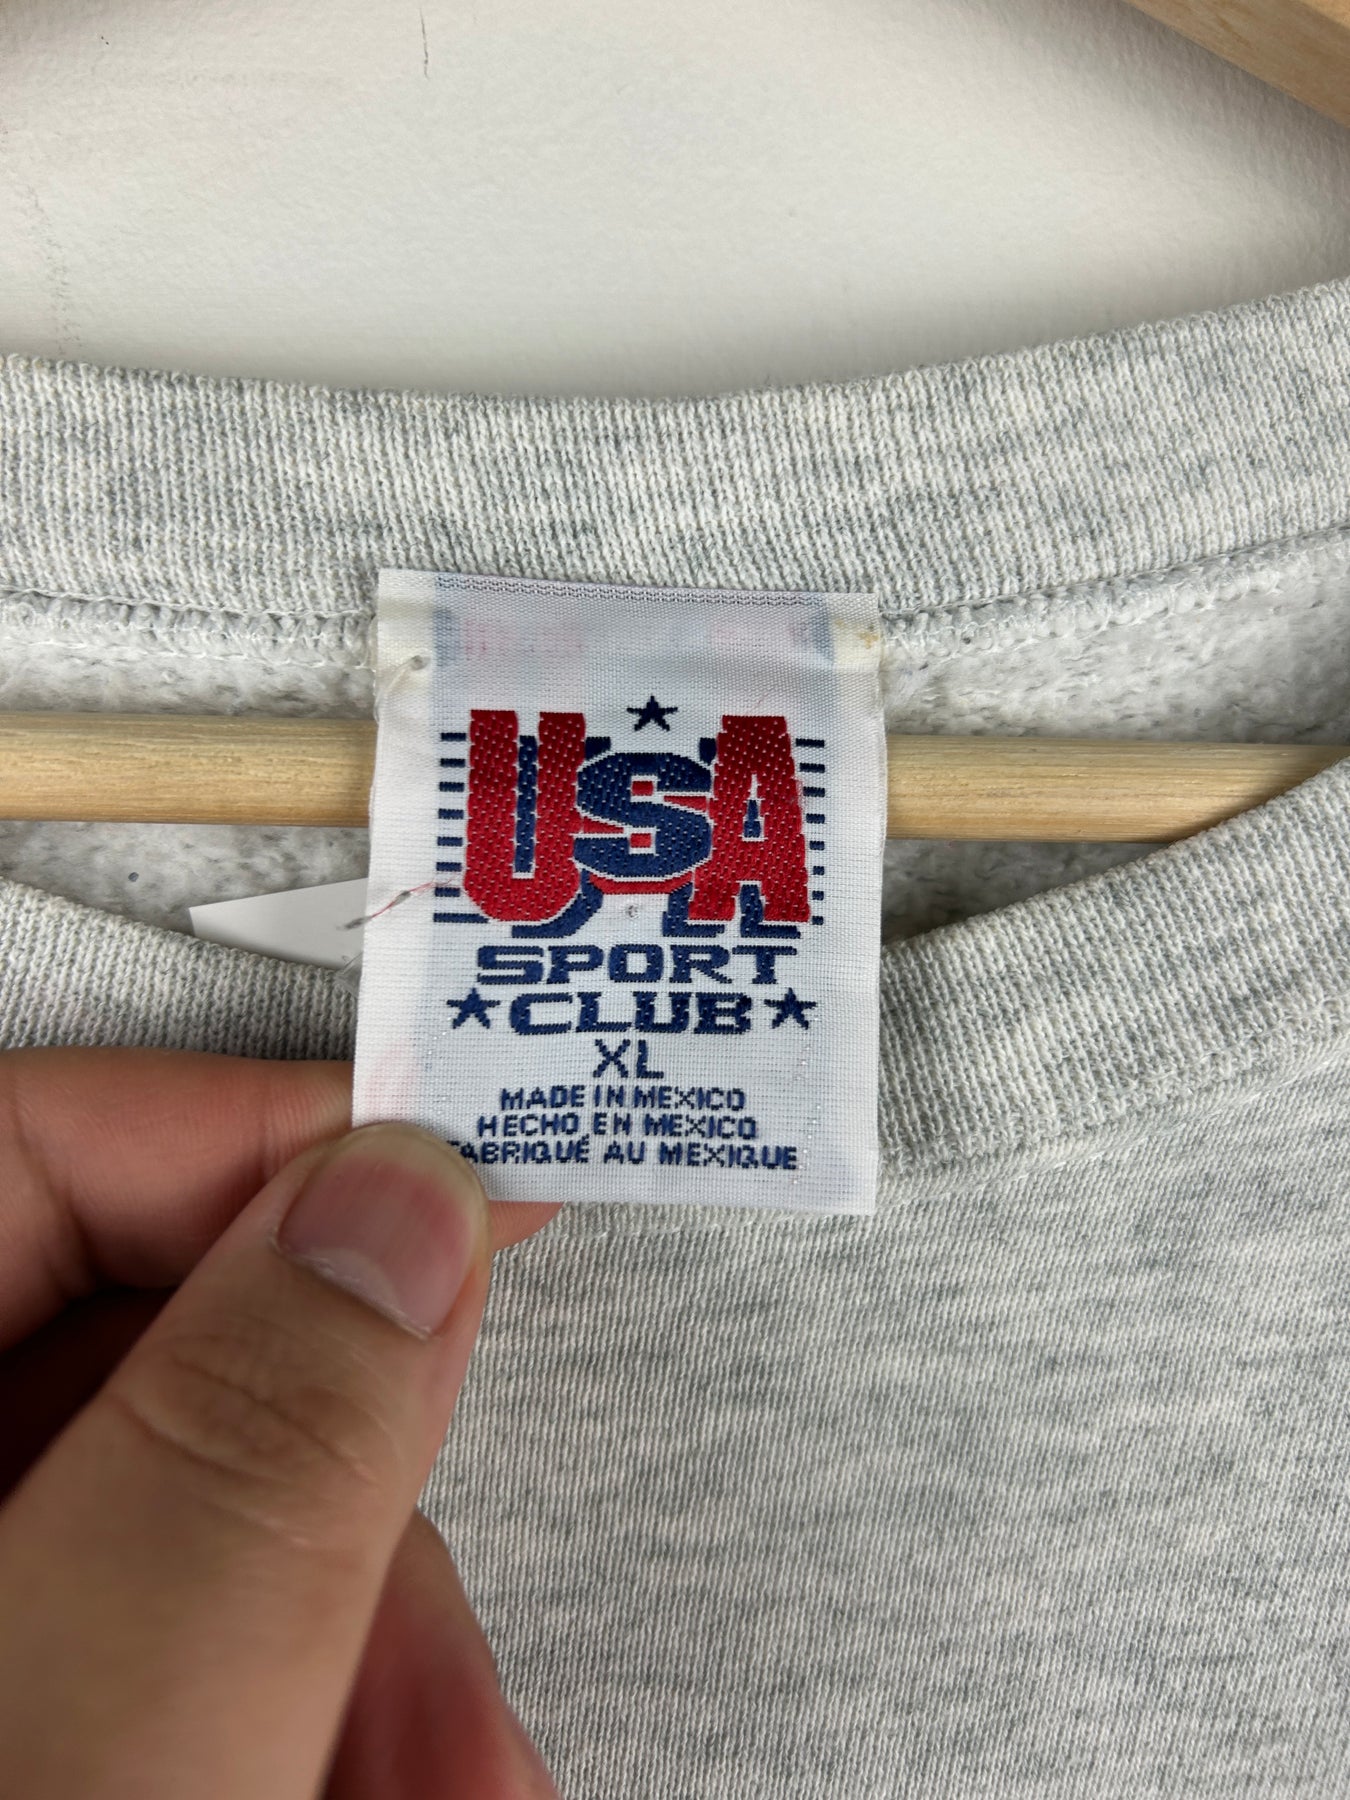 USA
SPORT
CLUB
XL
MADE IN MEXICO
HECHO EN MEXICO
FABRIQUÉ AU MEXIQUE